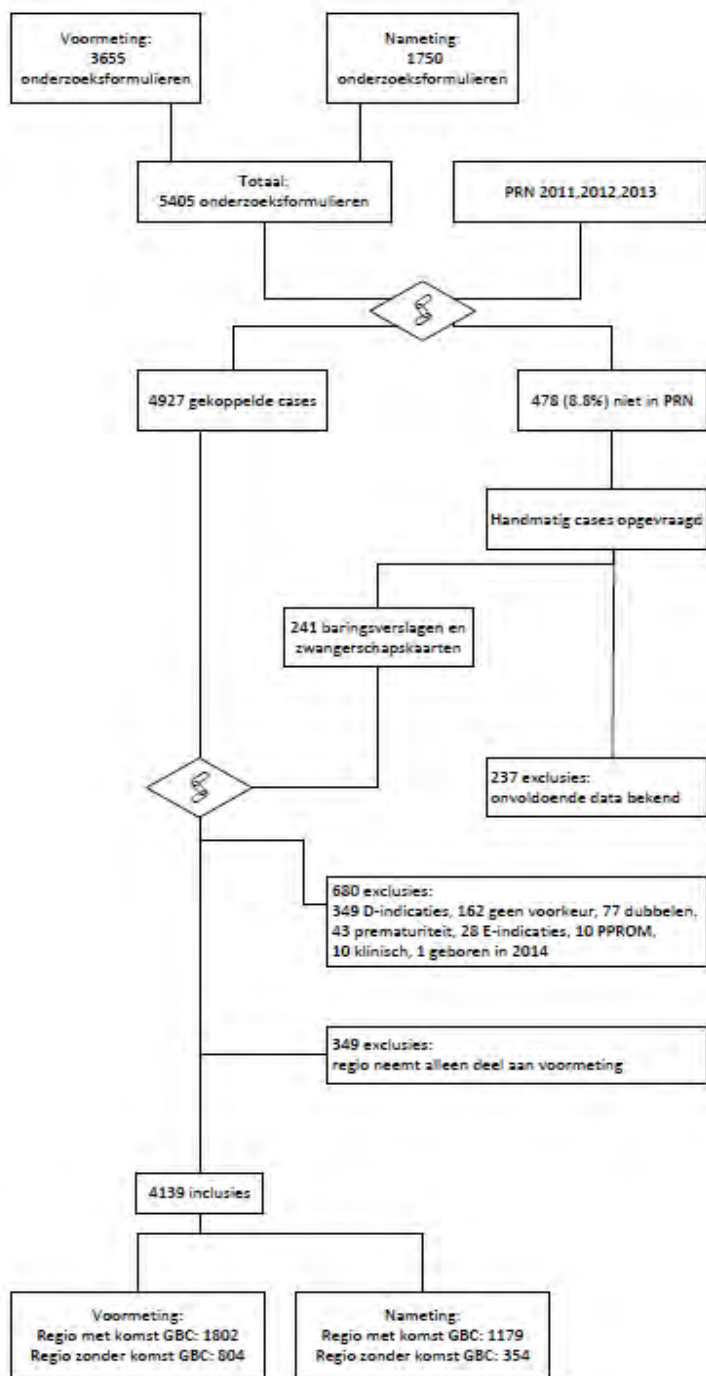 Voormeting:
3655
onderzoeksformulieren
Nameting:
1750
onderzoeksformulieren
Totaal:
5405 onderzoeksformulieren
PRN 2011,2012,2013
4927 gekoppelde cases
478 (8.8%) niet in PRN
Handmatig cases opgevraagd
241 baringsverslagen en
zwangerschapskaarten
237 exclusies:
onvoldoende data bekend
680 exclusies:
349 D-indicaties, 162 geen voorkeur, 77 dubbelen,
43 prematuriteit, 28 E-indicaties, 10 PPROM,
10 klinisch, 1 geboren in 2014
349 exclusies:
regio neemt alleen deel aan voormeting
4139 inclusies
Voormeting:
Regio met komst GBC: 1802
Regio zonder komst GBC: 804
Nameting:
Regio met komst GBC: 1179
Regio zonder komst GBC: 354